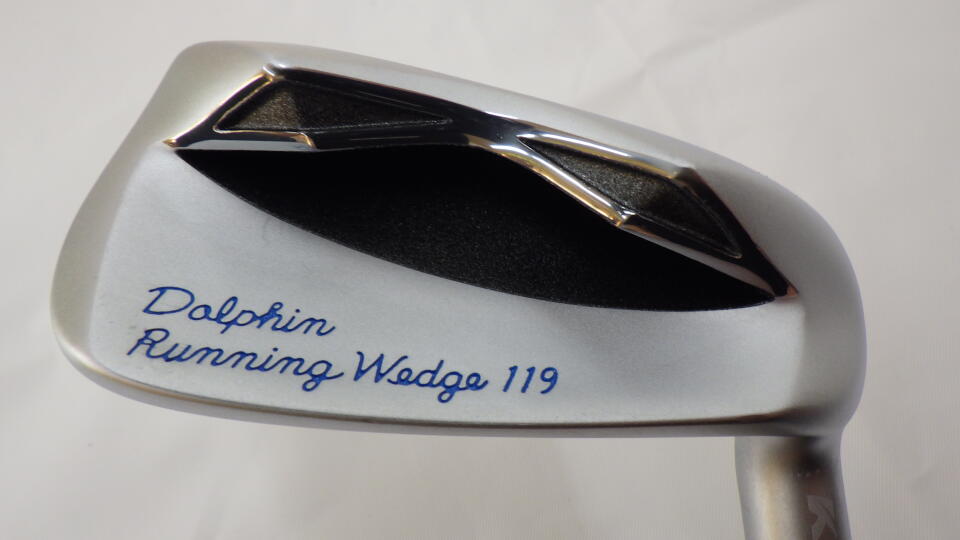 Dolphin
Running Wedge 119
K